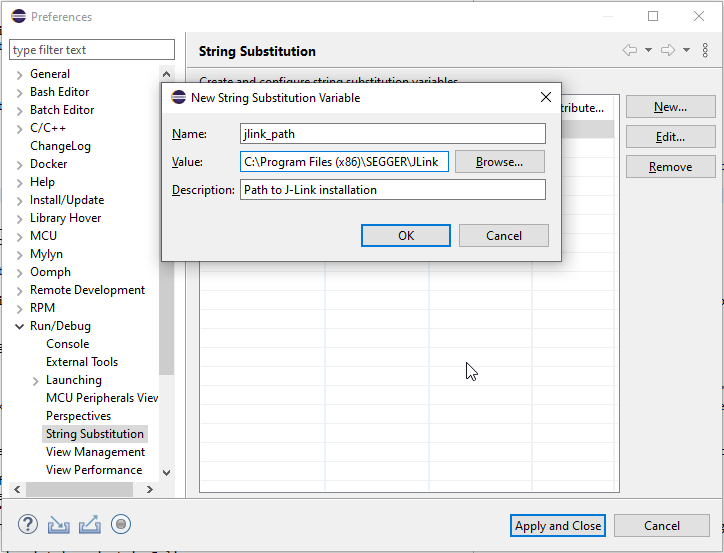 Preferences
type filter text
General
Bash Editor
Batch Editor
C/C++
ChangeLog
Docker
Help
Install/Update
Library Hover
MCU
Mylyn
Oomph
Remote Development
RPM
Run/Debug
Console
External Tools
Launching
MCU Peripherals View
Perspectives
String Substitution
View Management
View Performance
String Substitution
Create and configure string substitution variables
tribute...
New...
Edit...
Remove
New String Substitution Variable
Name:
jlink_path
Value:
C:\Program Files (x86)\SEGGER\JLink
Browse...
Description:
Path to J-Link installation
OK
Cancel
Apply and Close
Cancel